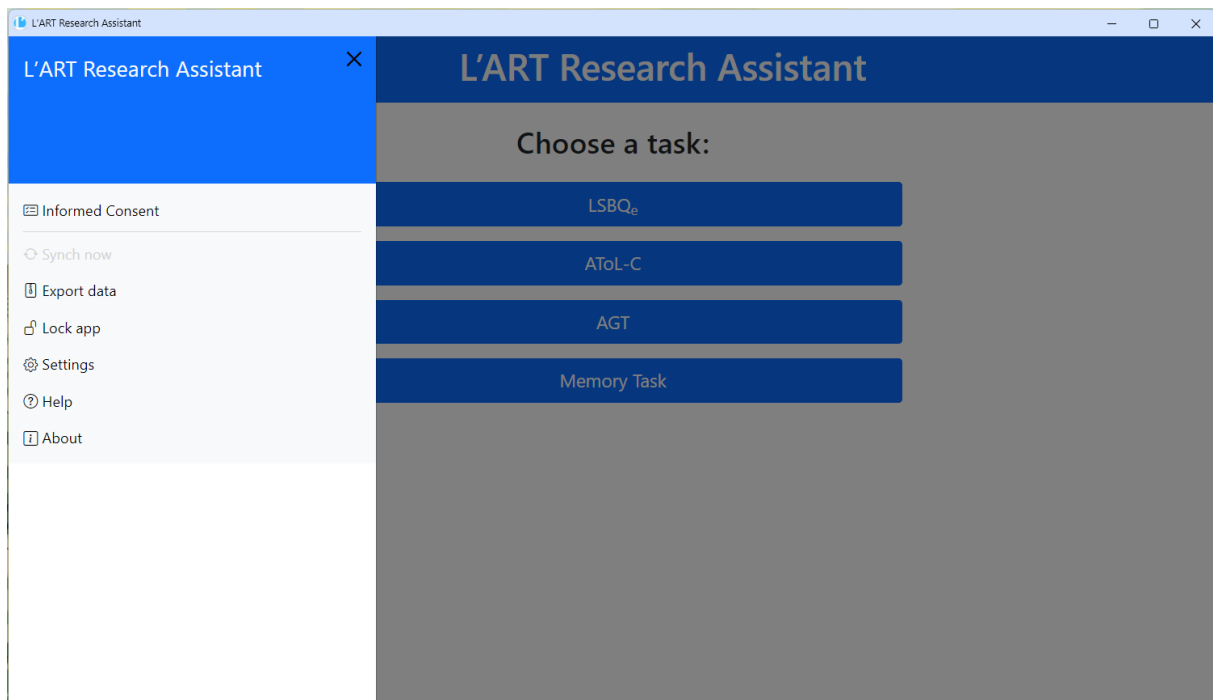 L'ART Research Assistant
L’ART Research Assistant
Informed Consent
Synch now
Export data
Lock app
Settings
Help
About
L’ART Research Assistant
Choose a task:
LSBQe
AToL-C
AGT
Memory Task